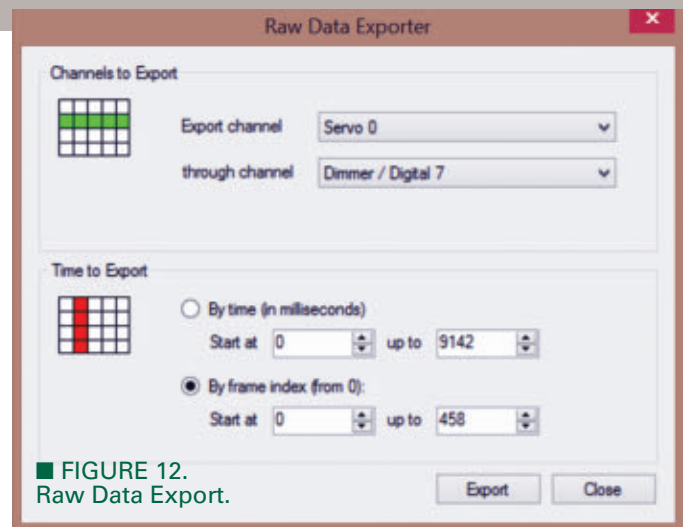 Raw Data Exporter
Channels to Export
Export channel Servo 0
through channel Dimmer / Digital 7
Time to Export
By time (in milliseconds)
Start at 0 up to 9142
By frame index (from 0):
Start at 0 up to 458
■ FIGURE 12.
Raw Data Export.
Export Close